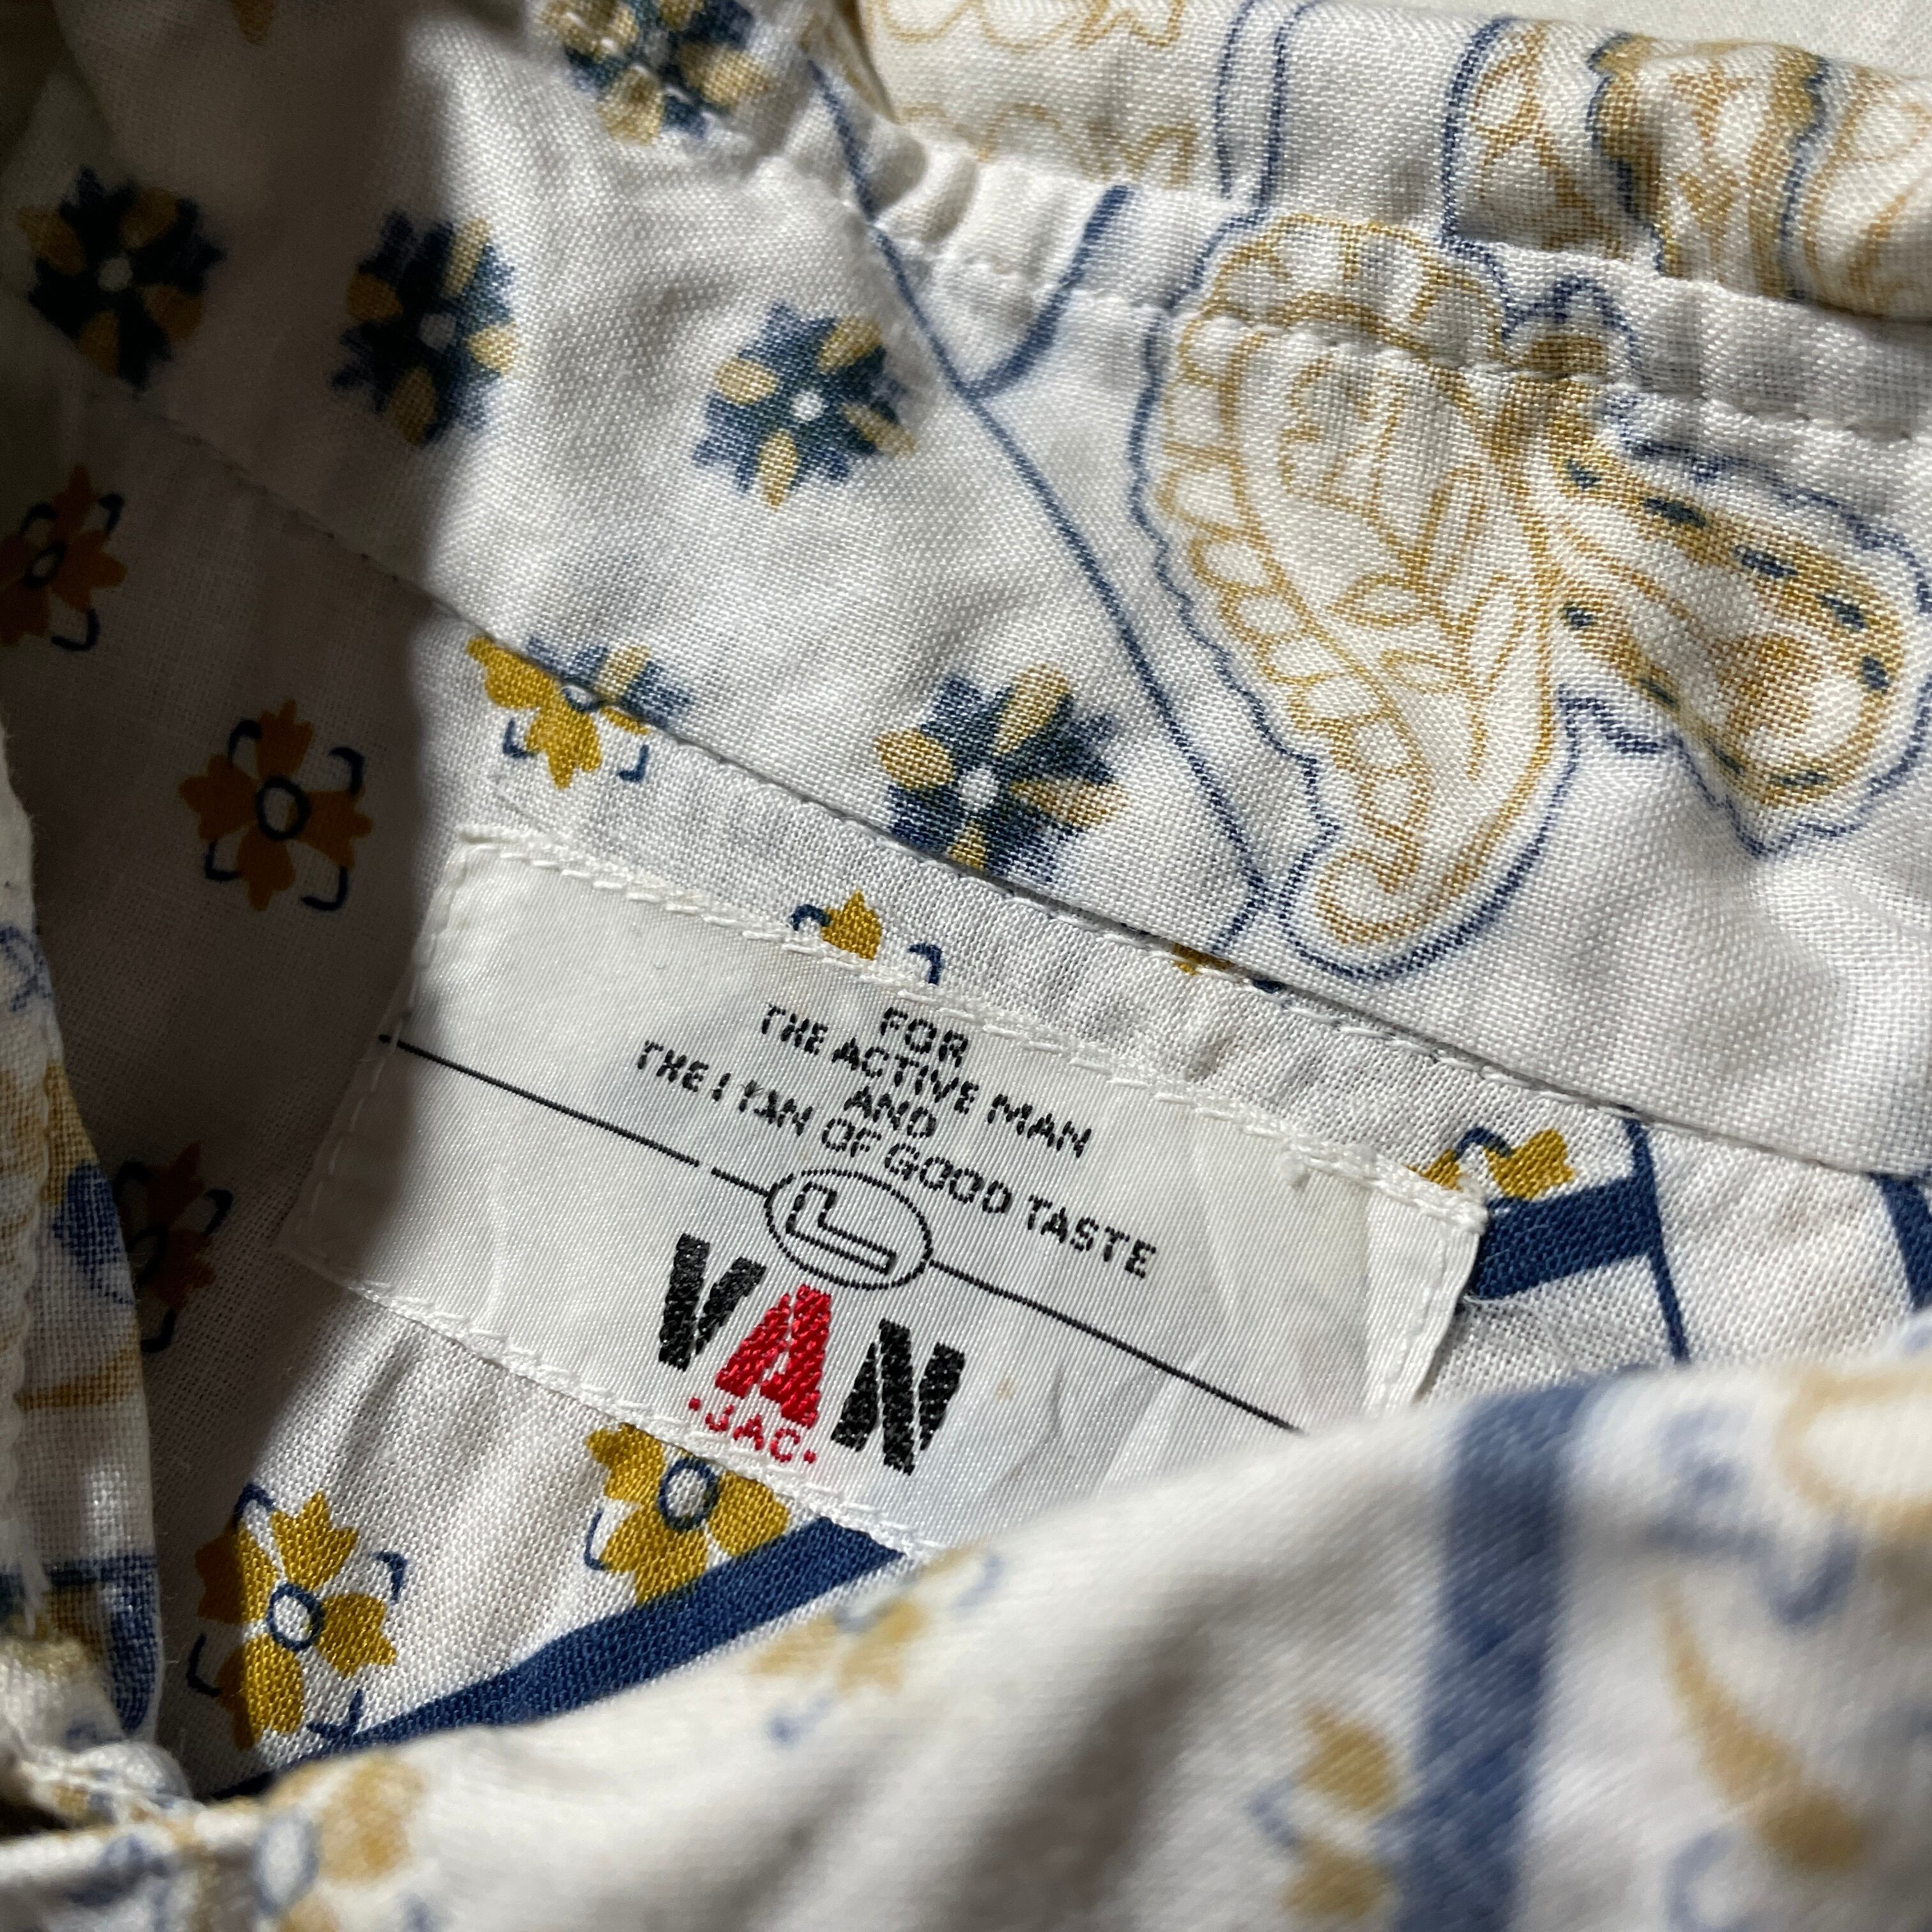 FOR
THE ACTIVE MAN
AND
THE MAN OF GOOD TASTE
L
VAN
·JAC·